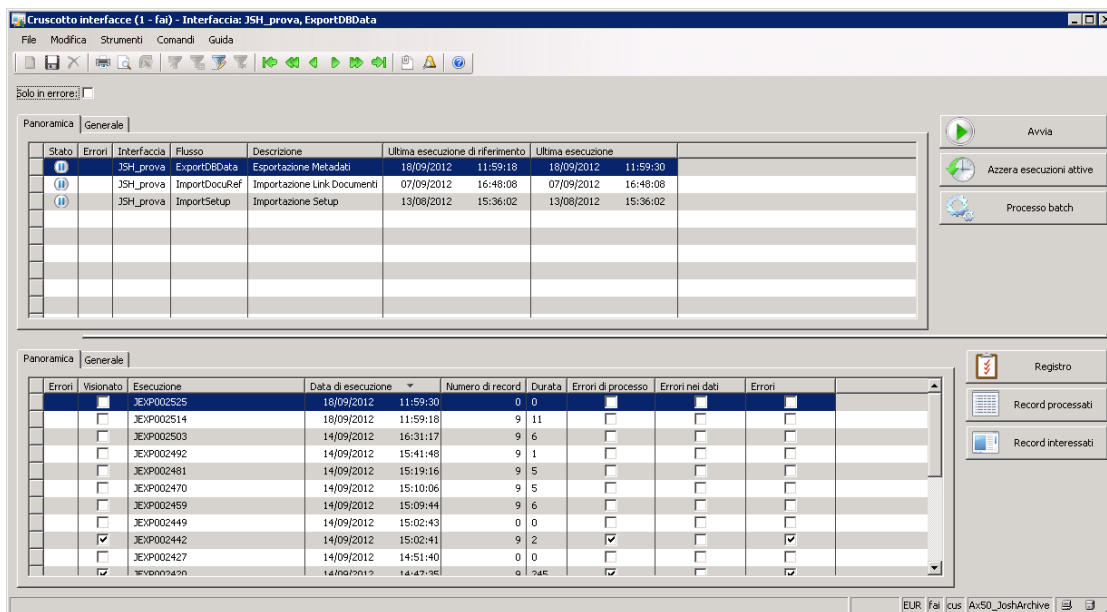 Cruscotto interfacce (1 - fai) - Interfaccia: JSH_prova, ExportDBData
File Modifica Strumenti Comandi Guida
Solo in errore:
Panoramica Generale
Stato Errori Interfaccia Flusso Descrizione Ultima esecuzione di riferimento Ultima esecuzione
JSH_prova ExportDBData Esportazione Metadati 18/09/2012 11:59:18 18/09/2012 11:59:30
JSH_prova ImportDocuRef Importazione Link Documenti 07/09/2012 16:48:08 07/09/2012 16:48:08
JSH_prova ImportSetup Importazione Setup 13/08/2012 15:36:02 13/08/2012 15:36:02
Avvia
Azzera esecuzioni attive
Processo batch
Panoramica Generale
Errori Visionato Esecuzione Data di esecuzione Numero di record Durata Errori di processo Errori nei dati Errori
JEXP002525 18/09/2012 11:59:30 0 0
JEXP002514 18/09/2012 11:59:18 9 11
JEXP002503 14/09/2012 16:31:17 9 6
JEXP002492 14/09/2012 15:41:48 9 1
JEXP002481 14/09/2012 15:19:16 9 5
JEXP002470 14/09/2012 15:10:06 9 5
JEXP002459 14/09/2012 15:09:44 9 6
JEXP002449 14/09/2012 15:02:43 0 0
JEXP002442 14/09/2012 15:02:41 9 2
JEXP002427 14/09/2012 14:51:40 0 0
JEXP002420 14/09/2012 14:47:35 9 245
Registro
Record processati
Record interessati
EUR fai cus Ax50_JoshArchive